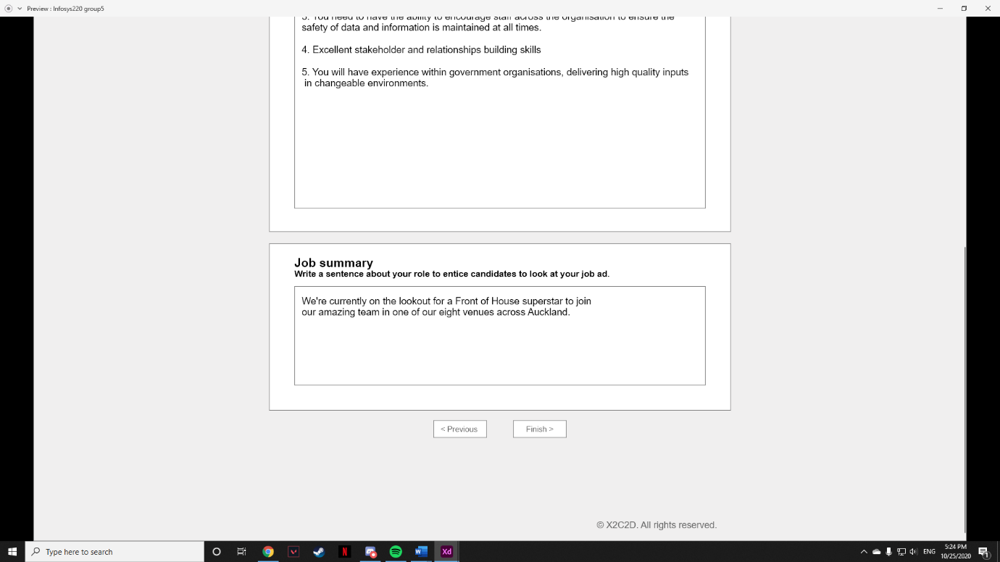 Preview : Infosys220 group5
3. You need to have the ability to encourage staff across the organisation to ensure the
safety of data and information is maintained at all times.
4. Excellent stakeholder and relationships building skills
5. You will have experience within government organisations, delivering high quality inputs
in changeable environments.
Job summary
Write a sentence about your role to entice candidates to look at your job ad.
We're currently on the lookout for a Front of House superstar to join
our amazing team in one of our eight venues across Auckland.
< Previous
Finish >
© X2C2D. All rights reserved.
Type here to search
N
W
Xd
ENG
5:24 PM
10/25/2020
1